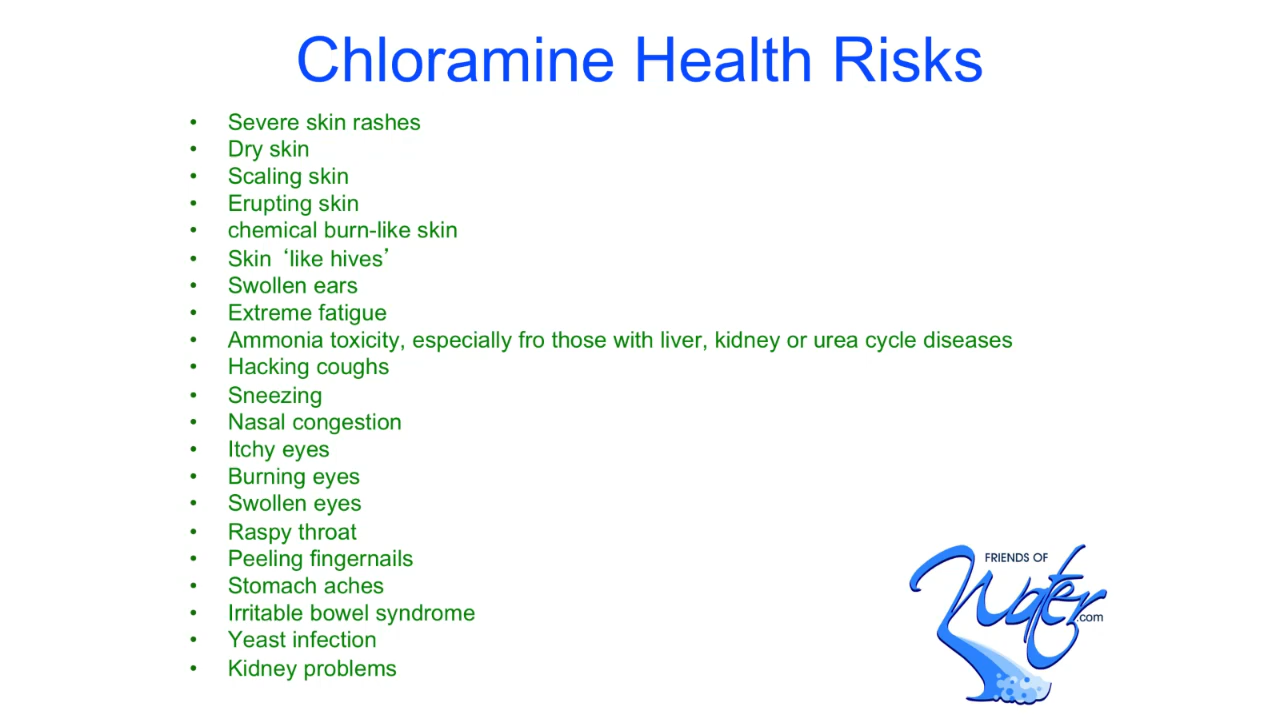 Chloramine Health Risks
• Severe skin rashes
• Dry skin
• Scaling skin
• Erupting skin
• chemical burn-like skin
• Skin ‘like hives’
• Swollen ears
• Extreme fatigue
• Ammonia toxicity, especially fro those with liver, kidney or urea cycle diseases
• Hacking coughs
• Sneezing
• Nasal congestion
• Itchy eyes
• Burning eyes
• Swollen eyes
• Raspy throat
• Peeling fingernails
• Stomach aches
• Irritable bowel syndrome
• Yeast infection
• Kidney problems
FRIENDS OF
Water
.com